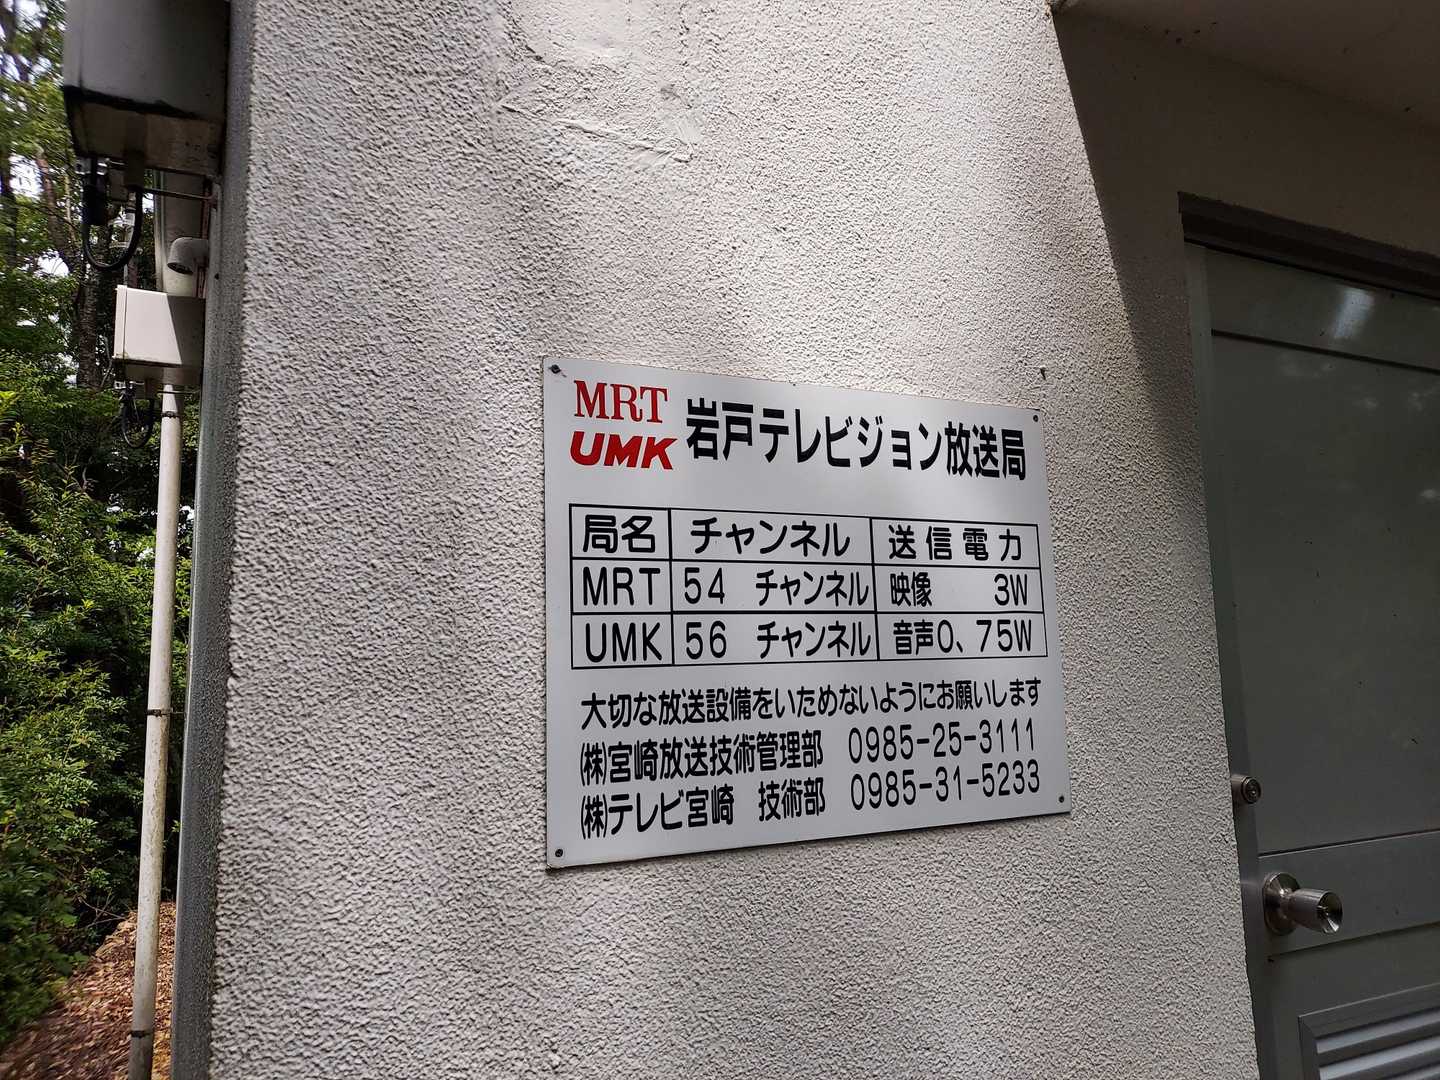 MRT
UMK 岩戸テレビジョン放送局
局名 チャンネル 送信電力
MRT 54 チャンネル 映像 3W
UMK 56 チャンネル 音声0、75W
大切な放送設備をいためないようにお願いします
(株)宮崎放送技術管理部 0985-25-3111
(株)テレビ宮崎 技術部 0985-31-5233